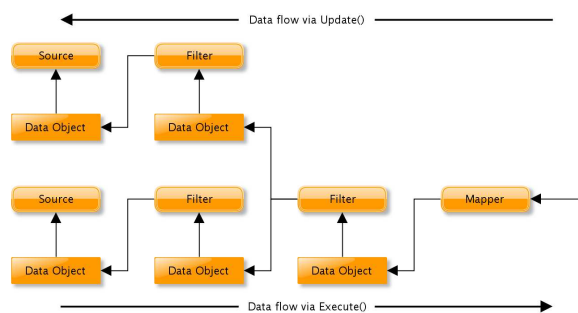 Data flow via Update()
Source
Filter
Data Object
Data Object
Source
Filter
Filter
Mapper
Data Object
Data Object
Data Object
Data flow via Execute()